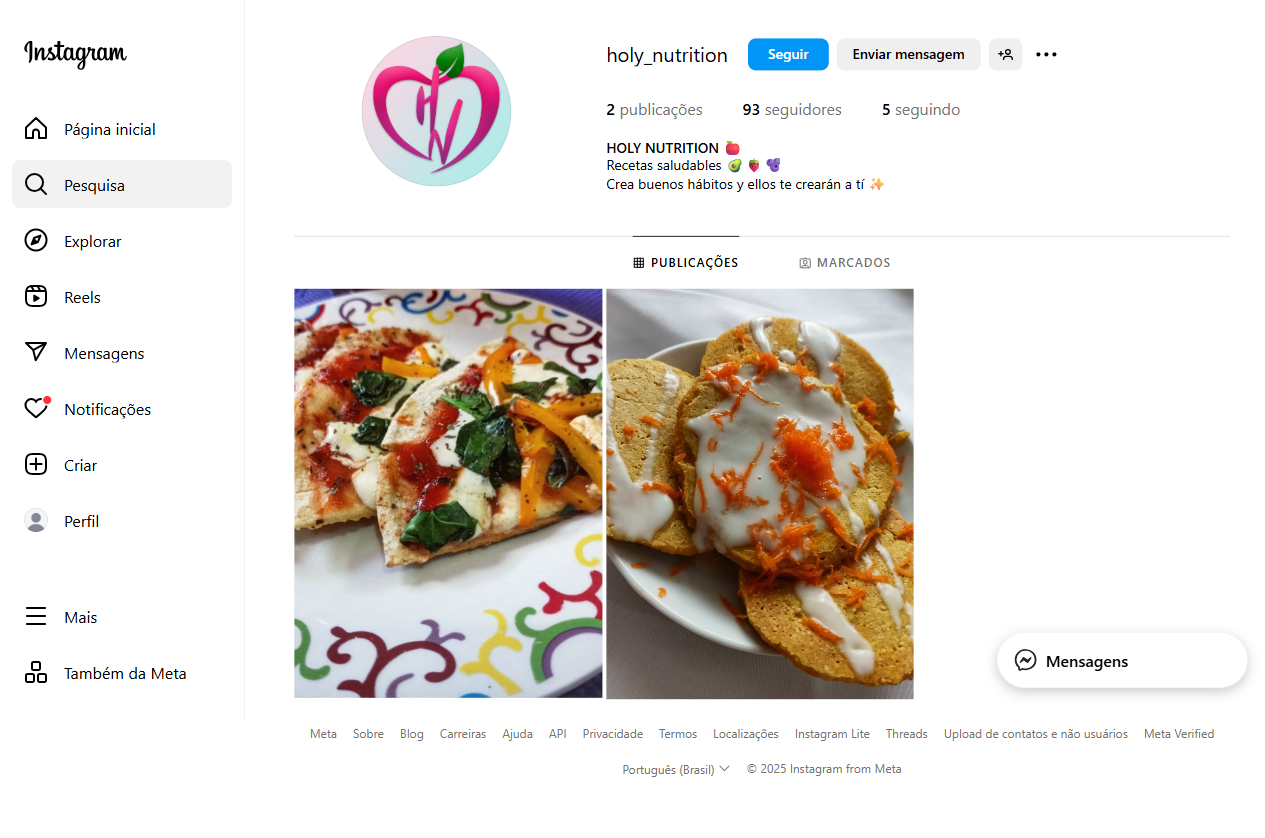 Instagram
Página inicial
Pesquisa
Explorar
Reels
Mensagens
Notificações
Criar
Perfil
Mais
Também da Meta
holy_nutrition Seguir Enviar mensagem
2 publicações 93 seguidores 5 seguindo
HOLY NUTRITION 🍎
Recetas saludables 🥑 🍓 🫐
Crea buenos hábitos y ellos te crearán a tí ✨
PUBLICAÇÕES MARCADOS
HN
Mensagens
Meta Sobre Blog Carreiras Ajuda API Privacidade Termos Localizações Instagram Lite Threads Upload de contatos e não usuários Meta Verified
Português (Brasil) © 2025 Instagram from Meta